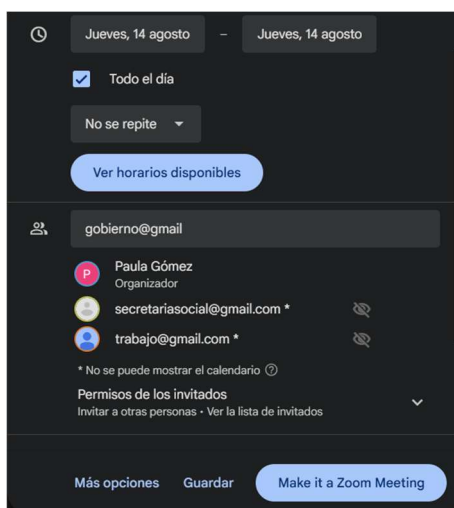 Jueves, 14 agosto – Jueves, 14 agosto
Todo el día
No se repite
Ver horarios disponibles
gobierno@gmail
P
Paula Gómez
Organizador
secretariasocial@gmail.com *
trabajo@gmail.com *
* No se puede mostrar el calendario
Permisos de los invitados
Invitar a otras personas • Ver la lista de invitados
Más opciones Guardar Make it a Zoom Meeting